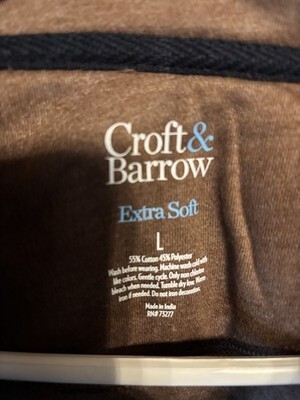 Croft&
Barrow
Extra Soft
L
55% Cotton 45% Polyester
Wash before wearing. Machine wash cold with
like colors. Gentle cycle. Only non chlorine
bleach when needed. Tumble dry low. Warm
iron if needed. Do not iron decoration.
Made in India
RN# 73277